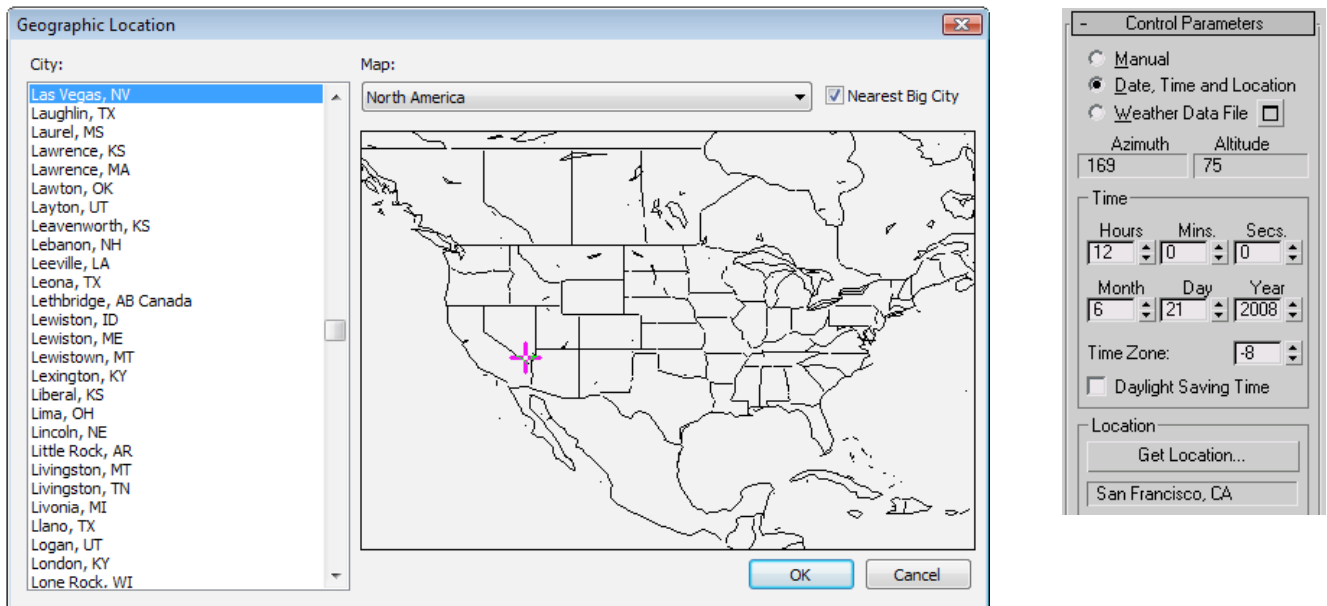 Geographic Location
City:
Las Vegas, NV
Laughlin, TX
Laurel, MS
Lawrence, KS
Lawrence, MA
Lawton, OK
Layton, UT
Leavenworth, KS
Lebanon, NH
Leeville, LA
Leona, TX
Lethbridge, AB Canada
Lewiston, ID
Lewiston, ME
Lewistown, MT
Lexington, KY
Liberal, KS
Lima, OH
Lincoln, NE
Little Rock, AR
Livingston, MT
Livingston, TN
Livonia, MI
Llano, TX
Logan, UT
London, KY
Lone Rock, WI
Map:
North America
Nearest Big City
OK
Cancel
- Control Parameters
Manual
Date, Time and Location
Weather Data File
Azimuth Altitude
169 75
Time
Hours Mins. Secs.
12 0 0
Month Day Year
6 21 2008
Time Zone: -8
Daylight Saving Time
Location
Get Location...
San Francisco, CA